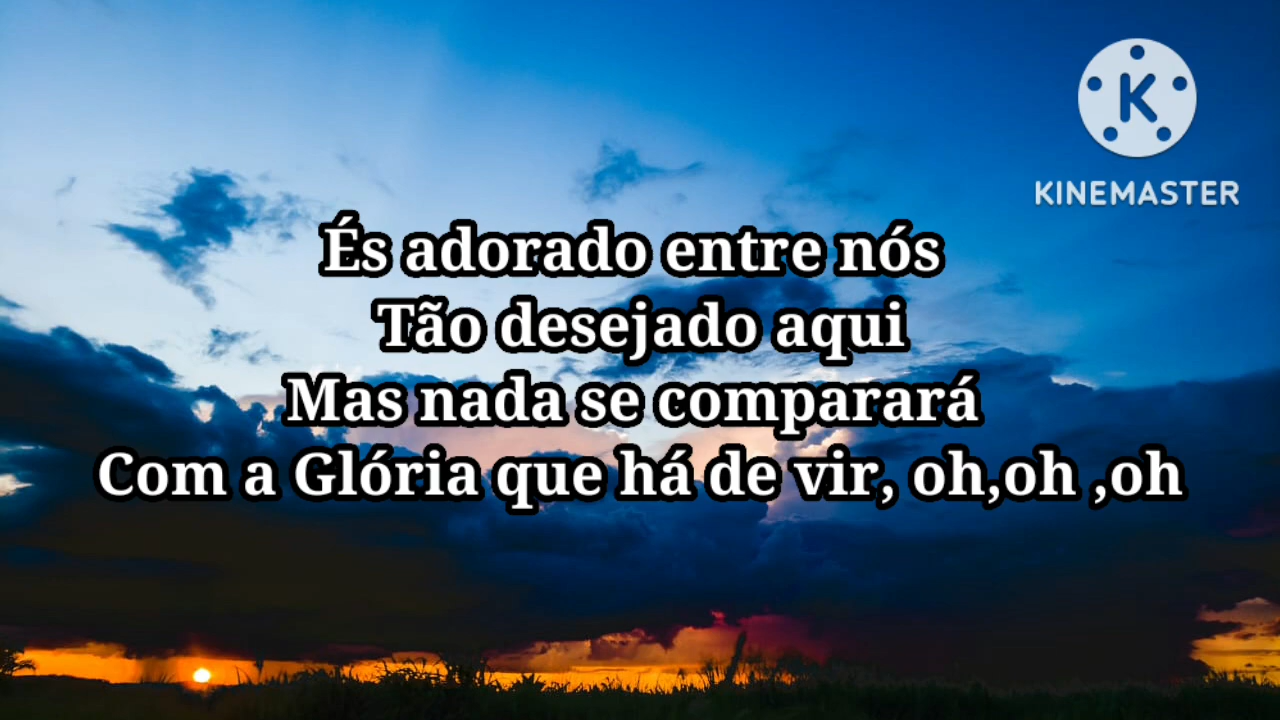 K
KINEMASTER
És adorado entre nós
Tão desejado aqui
Mas nada se comparará
Com a Glória que há de vir, oh,oh ,oh